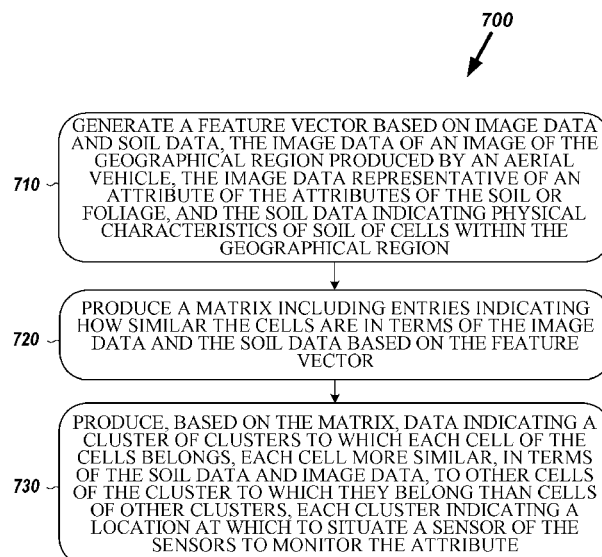 700
710
GENERATE A FEATURE VECTOR BASED ON IMAGE DATA
AND SOIL DATA, THE IMAGE DATA OF AN IMAGE OF THE
GEOGRAPHICAL REGION PRODUCED BY AN AERIAL
VEHICLE, THE IMAGE DATA REPRESENTATIVE OF AN
ATTRIBUTE OF THE ATTRIBUTES OF THE SOIL OR
FOLIAGE, AND THE SOIL DATA INDICATING PHYSICAL
CHARACTERISTICS OF SOIL OF CELLS WITHIN THE
GEOGRAPHICAL REGION
720
PRODUCE A MATRIX INCLUDING ENTRIES INDICATING
HOW SIMILAR THE CELLS ARE IN TERMS OF THE IMAGE
DATA AND THE SOIL DATA BASED ON THE FEATURE
VECTOR
730
PRODUCE, BASED ON THE MATRIX, DATA INDICATING A
CLUSTER OF CLUSTERS TO WHICH EACH CELL OF THE
CELLS BELONGS, EACH CELL MORE SIMILAR, IN TERMS
OF THE SOIL DATA AND IMAGE DATA, TO OTHER CELLS
OF THE CLUSTER TO WHICH THEY BELONG THAN CELLS
OF OTHER CLUSTERS, EACH CLUSTER INDICATING A
LOCATION AT WHICH TO SITUATE A SENSOR OF THE
SENSORS TO MONITOR THE ATTRIBUTE